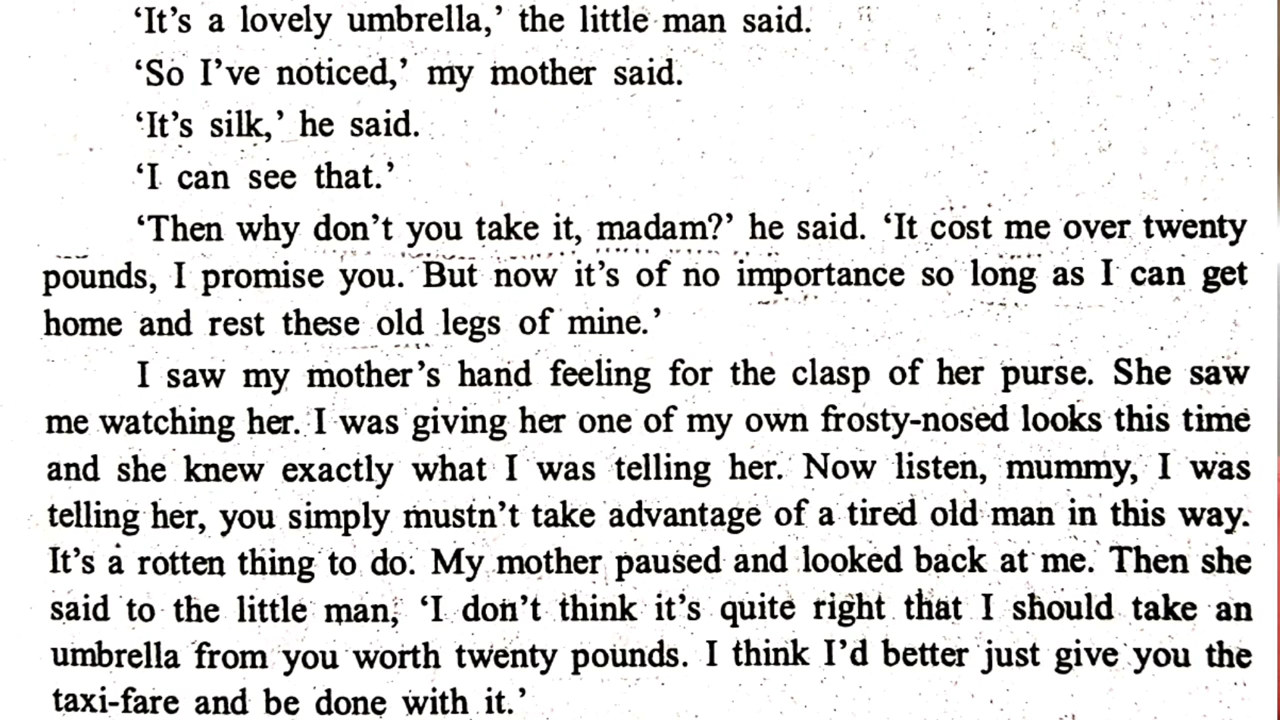 ‘It’s a lovely umbrella,’ the little man said.
‘So I’ve noticed,’ my mother said.
‘It’s silk,’ he said.
‘I can see that.’
‘Then why don’t you take it, madam?’ he said. ‘It cost me over twenty
pounds, I promise you. But now it’s of no importance so long as I can get
home and rest these old legs of mine.’
I saw my mother’s hand feeling for the clasp of her purse. She saw
me watching her. I was giving her one of my own frosty-nosed looks this time
and she knew exactly what I was telling her. Now listen, mummy, I was
telling her, you simply mustn’t take advantage of a tired old man in this way.
It’s a rotten thing to do. My mother paused and looked back at me. Then she
said to the little man, ‘I don’t think it’s quite right that I should take an
umbrella from you worth twenty pounds. I think I’d better just give you the
taxi-fare and be done with it.’